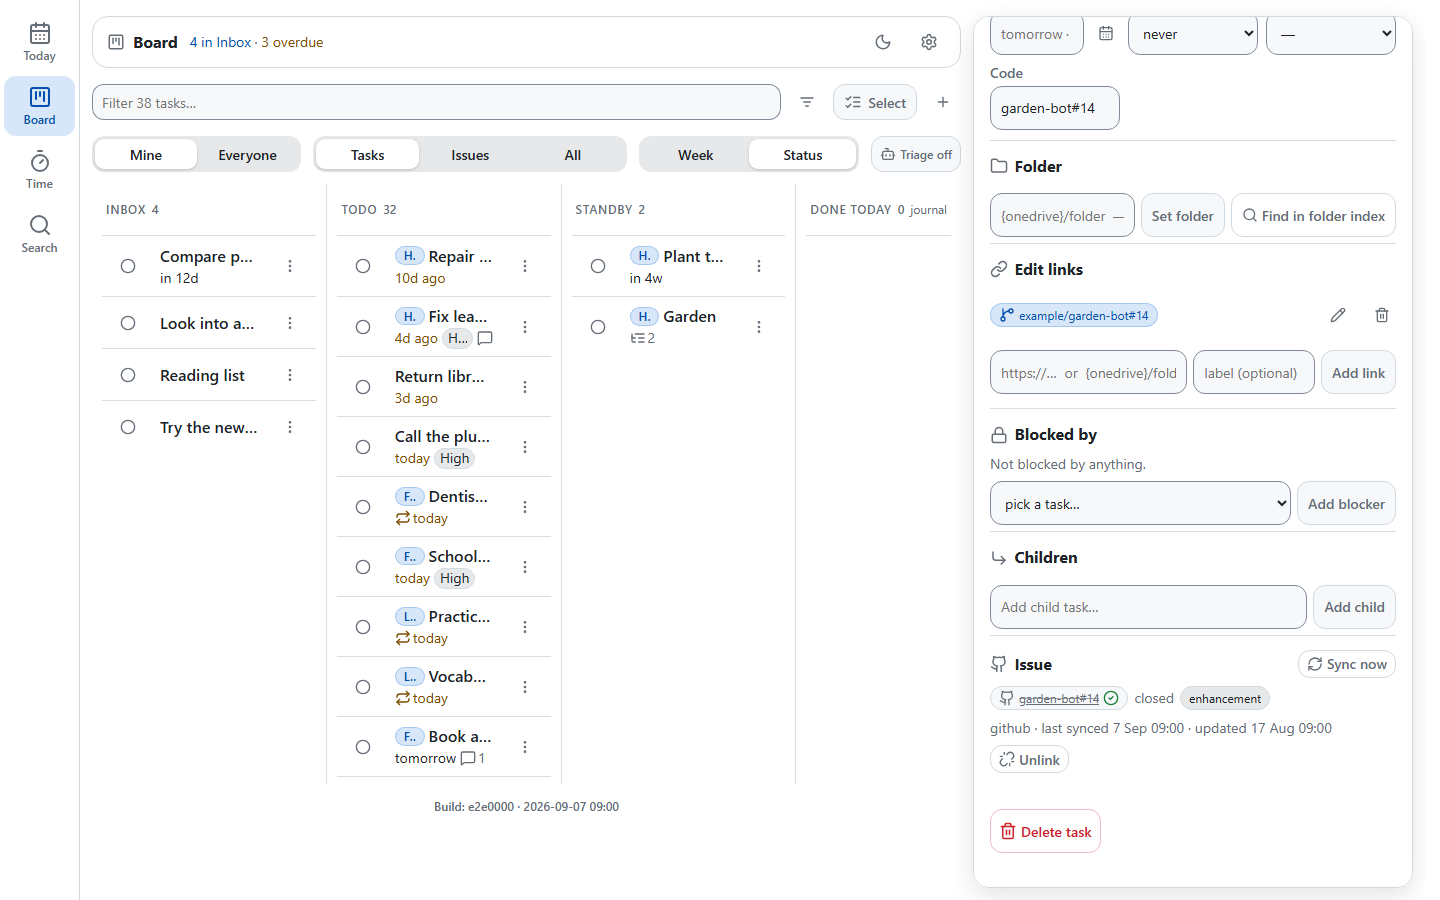 Today
Board
Time
Search
Board 4 in Inbox · 3 overdue
Filter 38 tasks...
Select
Mine Everyone
Tasks Issues All
Week Status
Triage off
INBOX 4
Compare p...
in 12d
Look into a...
Reading list
Try the new...
TODO 32
H. Repair ...
10d ago
H. Fix lea...
4d ago H...
Return libr...
3d ago
Call the plu...
today High
F.. Dentis...
today
F.. School...
today High
L.. Practic...
today
L.. Vocab...
today
F.. Book a...
tomorrow 1
STANDBY 2
H. Plant t...
in 4w
H. Garden
2
DONE TODAY 0 journal
Build: e2e0000 · 2026-09-07 09:00
tomorrow ·
never
—
Code
garden-bot#14
Folder
{onedrive}/folder —
Set folder
Find in folder index
Edit links
example/garden-bot#14
https://... or {onedrive}/fold
label (optional)
Add link
Blocked by
Not blocked by anything.
pick a task...
Add blocker
Children
Add child task...
Add child
Issue
Sync now
garden-bot#14 closed enhancement
github · last synced 7 Sep 09:00 · updated 17 Aug 09:00
Unlink
Delete task